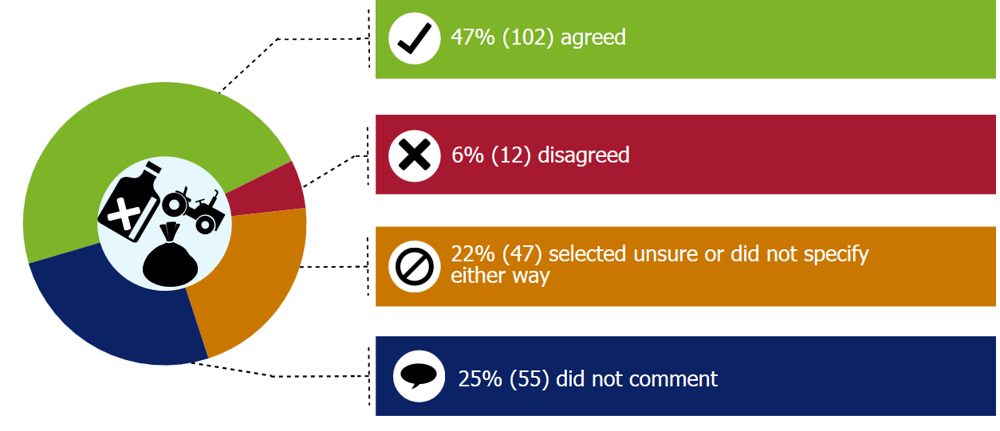 47% (102) agreed
6% (12) disagreed
22% (47) selected unsure or did not specify
either way
25% (55) did not comment